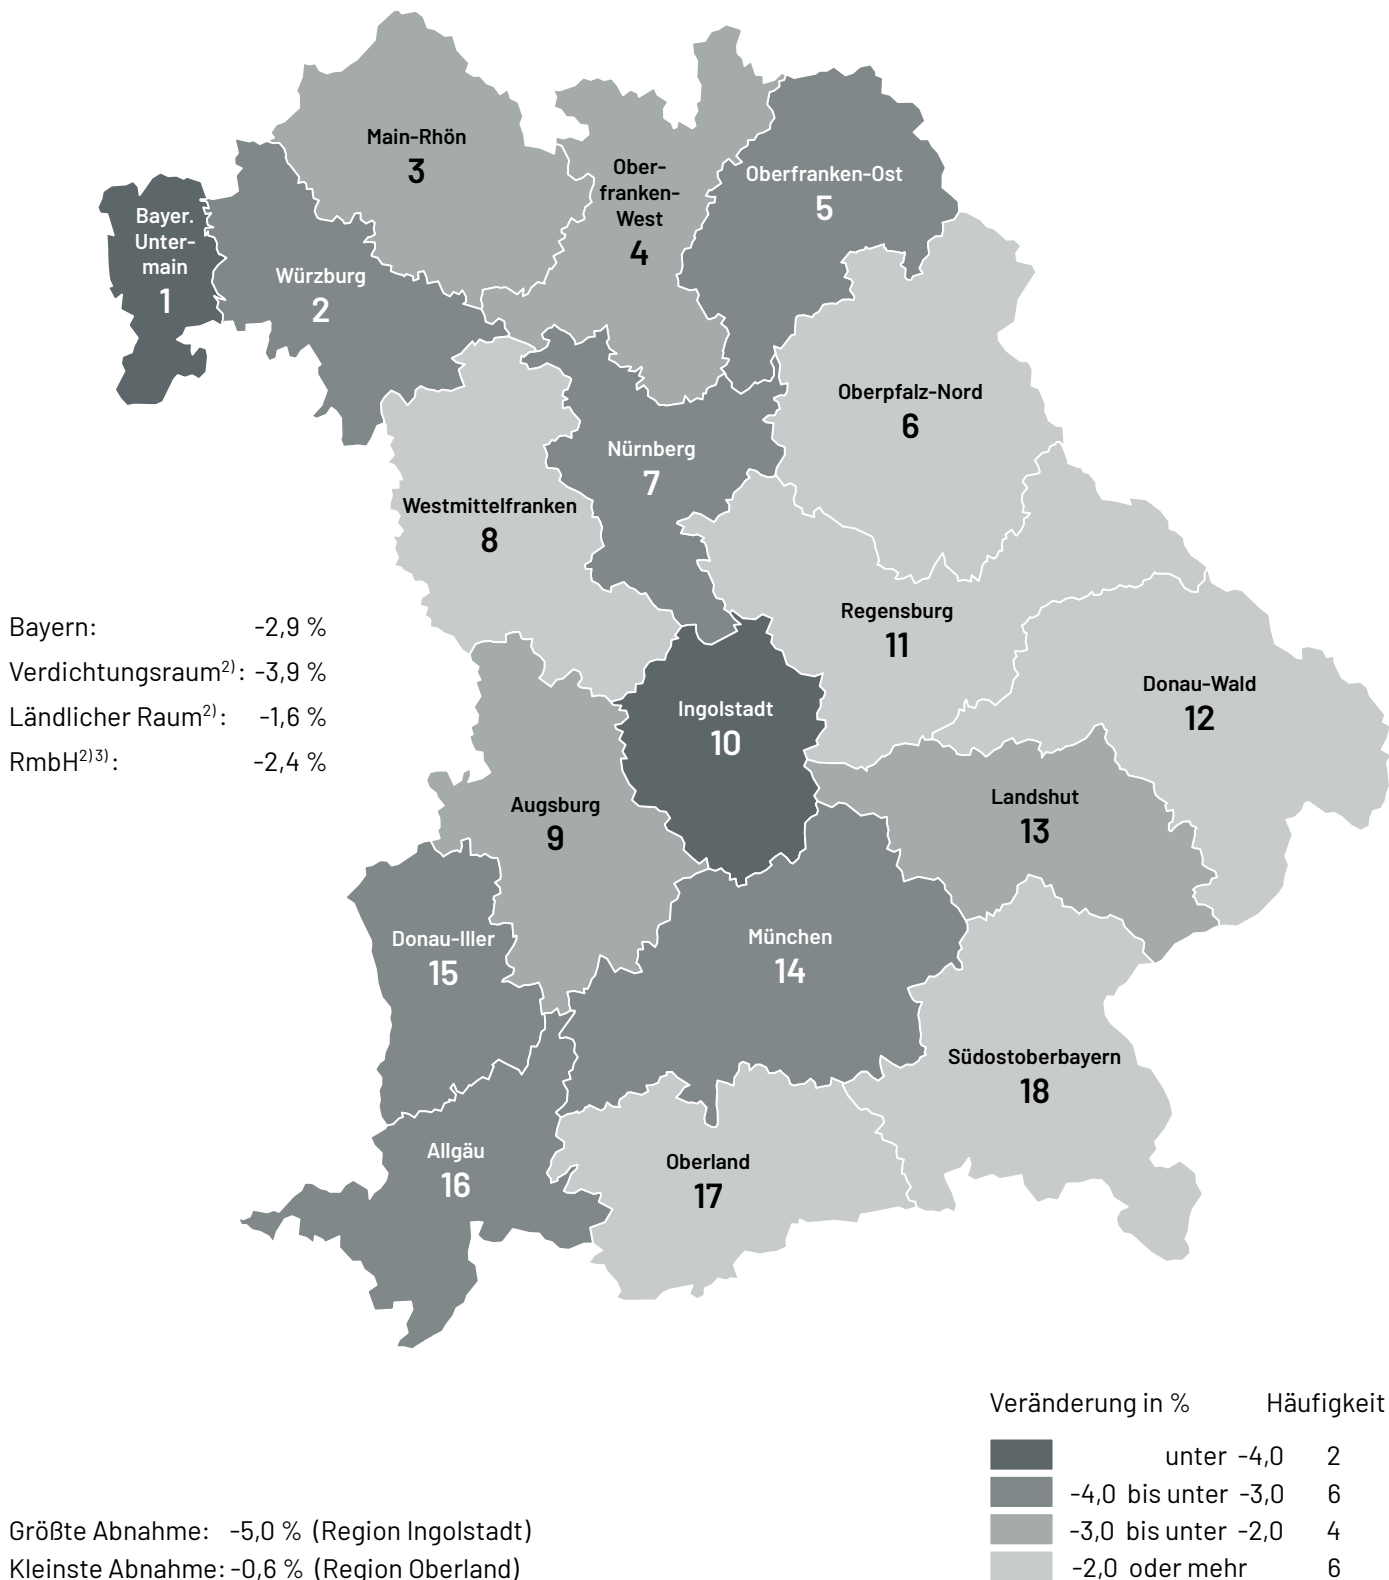 Main-Rhön
3
Ober-
franken-
West
4
Oberfranken-Ost
5
Bayer.
Unter-
main
1
Würzburg
2
Oberpfalz-Nord
6
Nürnberg
7
Westmittelfranken
8
Regensburg
11
Bayern: -2,9 %
Verdichtungsraum²⁾: -3,9 %
Ländlicher Raum²⁾: -1,6 %
RmbH²⁾³⁾: -2,4 %
Donau-Wald
12
Ingolstadt
10
Augsburg
9
Landshut
13
Donau-Iller
15
München
14
Südostoberbayern
18
Allgäu
16
Oberland
17
Veränderung in % Häufigkeit
unter -4,0 2
-4,0 bis unter -3,0 6
-3,0 bis unter -2,0 4
-2,0 oder mehr 6
Größte Abnahme: -5,0 % (Region Ingolstadt)
Kleinste Abnahme: -0,6 % (Region Oberland)